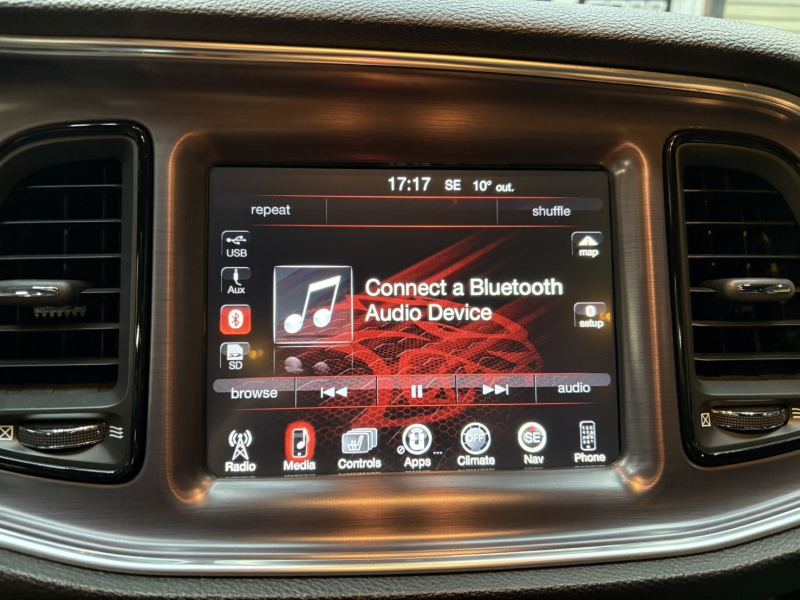 17:17 SE 10° out.
repeat shuffle
USB
map
Aux
Connect a Bluetooth
Audio Device
setup
SD
browse audio
Radio Media Controls Apps ... OFF Climate SE Nav Phone